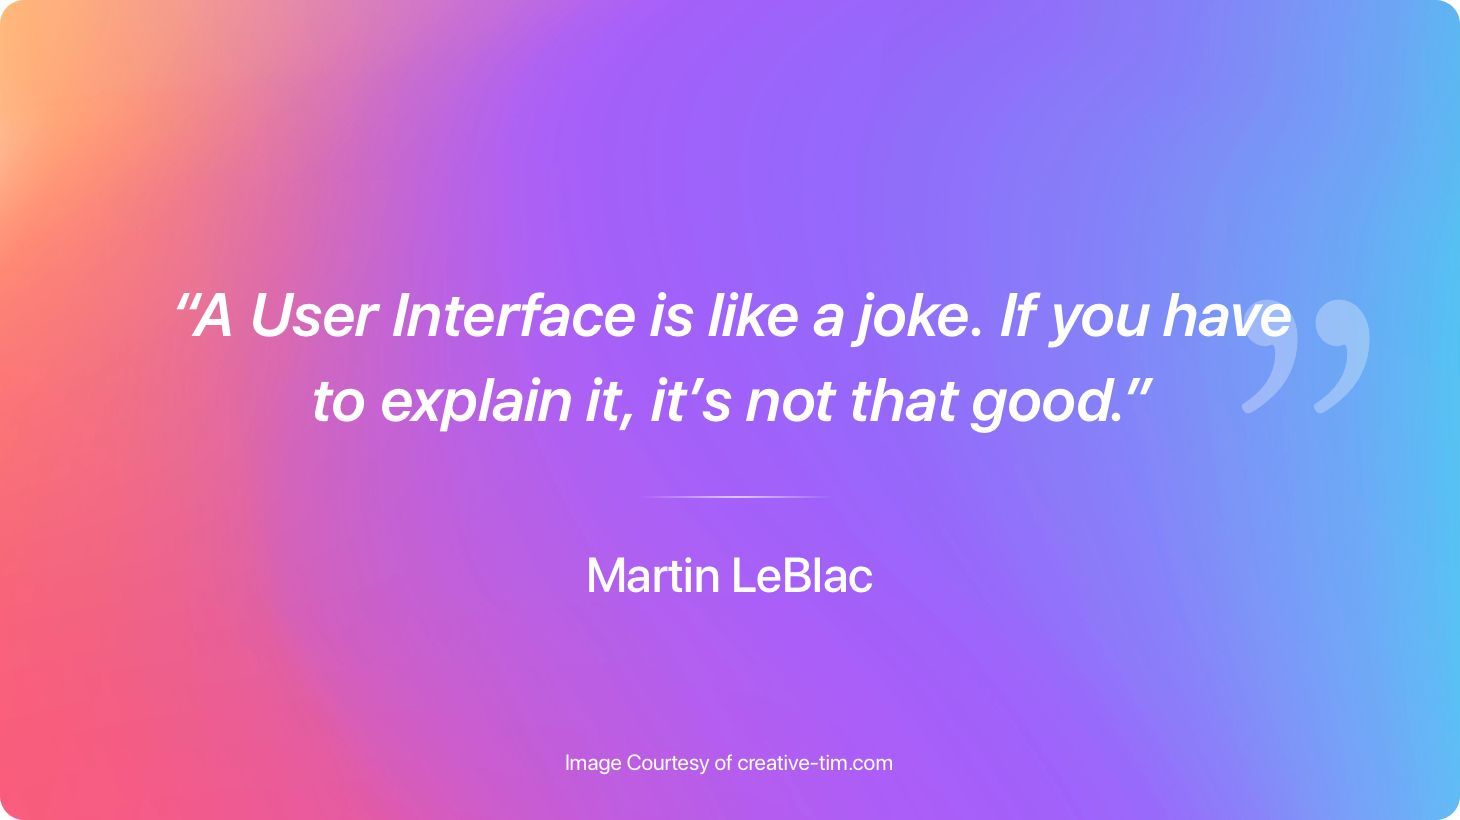 “A User Interface is like a joke. If you have
to explain it, it’s not that good.”
”
Martin LeBlac
Image Courtesy of creative-tim.com